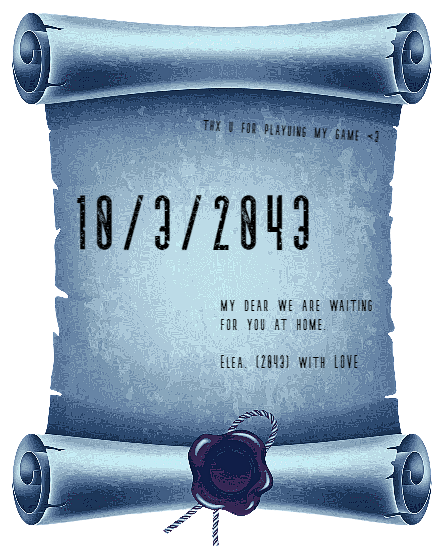 Thx u for playuing my game <3
10/3/2043
MY DEAR WE ARE WAITING
FOR YOU AT HOME.
ELEA. (2043) WITH LOVE